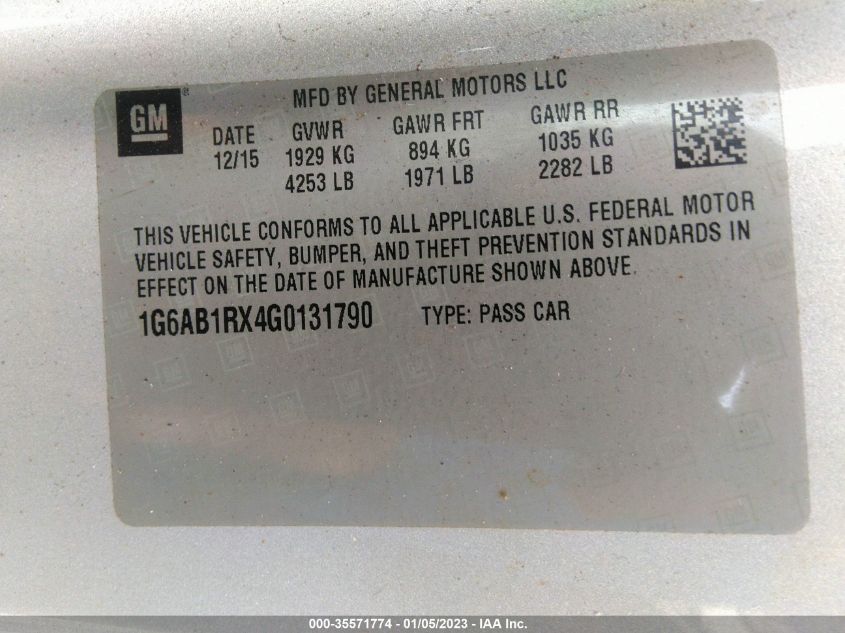 GM®
MFD BY GENERAL MOTORS LLC
DATE GVWR GAWR FRT GAWR RR
12/15 1929 KG 894 KG 1035 KG
4253 LB 1971 LB 2282 LB
THIS VEHICLE CONFORMS TO ALL APPLICABLE U.S. FEDERAL MOTOR
VEHICLE SAFETY, BUMPER, AND THEFT PREVENTION STANDARDS IN
EFFECT ON THE DATE OF MANUFACTURE SHOWN ABOVE.
1G6AB1RX4G0131790 TYPE: PASS CAR
000-35571774 - 01/05/2023 - IAA Inc.